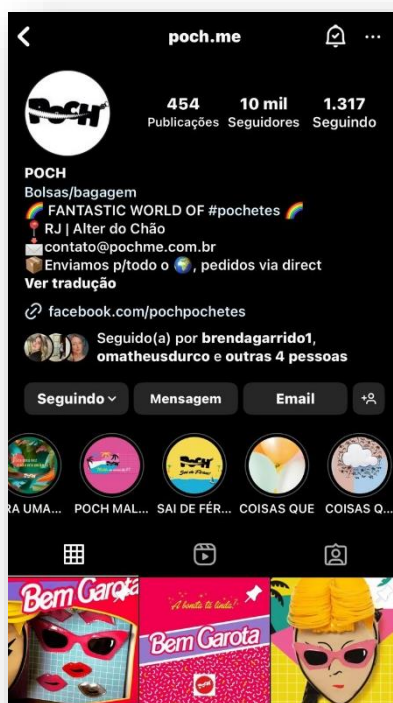 poch.me
POCH
454 10 mil 1.317
Publicações Seguidores Seguindo
POCH
Bolsas/bagagem
🌈 FANTASTIC WORLD OF #pochetes 🌈
📍 RJ | Alter do Chão
📩contato@pochme.com.br
📦Enviamos p/todo o 🌍, pedidos via direct
Ver tradução
facebook.com/pochpochetes
Seguido(a) por brendagarrido1,
omatheusdurco e outras 4 pessoas
Seguindo Mensagem Email
POCH
RA UMA... POCH MAL... SAI DE FÉR... COISAS QUE COISAS Q...
Bem Garota
A bonita tá linda!
Bem Garota